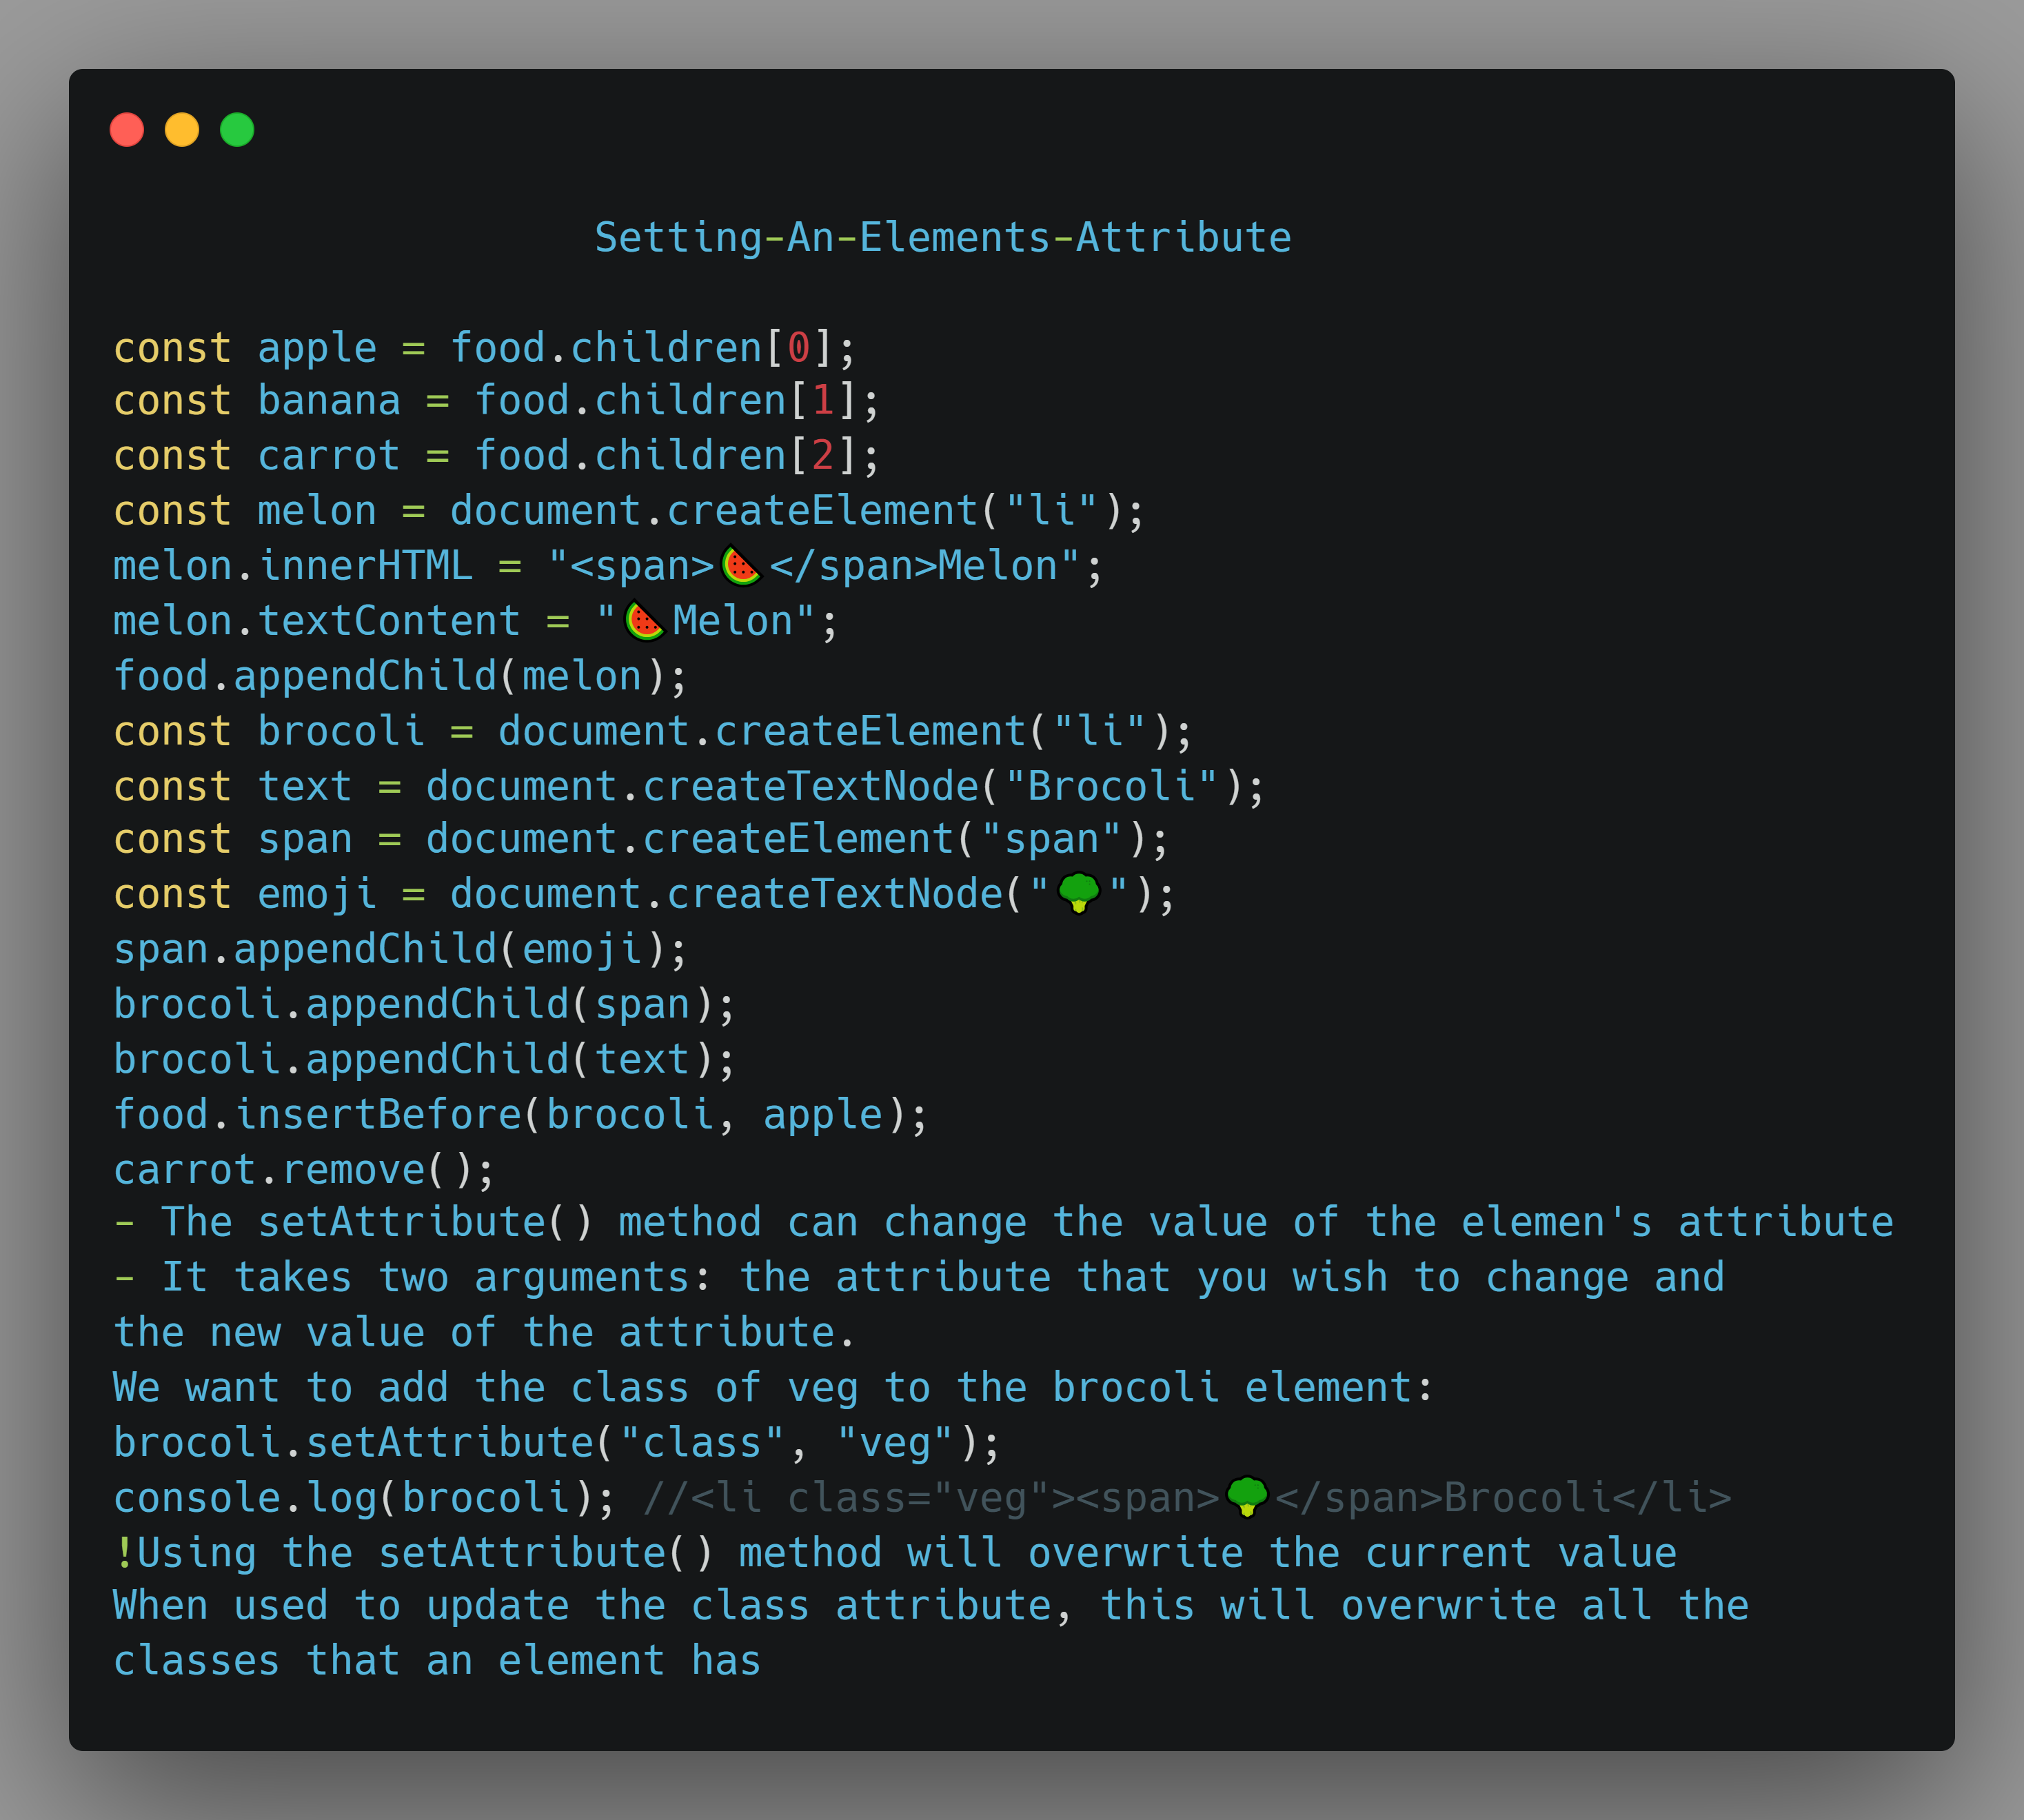 Setting-An-Elements-Attribute
const apple = food.children[0];
const banana = food.children[1];
const carrot = food.children[2];
const melon = document.createElement("li");
melon.innerHTML = "<span>🍉</span>Melon";
melon.textContent = "🍉Melon";
food.appendChild(melon);
const brocoli = document.createElement("li");
const text = document.createTextNode("Brocoli");
const span = document.createElement("span");
const emoji = document.createTextNode("🥦");
span.appendChild(emoji);
brocoli.appendChild(span);
brocoli.appendChild(text);
food.insertBefore(brocoli, apple);
carrot.remove();
- The setAttribute() method can change the value of the elemen's attribute
- It takes two arguments: the attribute that you wish to change and
the new value of the attribute.
We want to add the class of veg to the brocoli element:
brocoli.setAttribute("class", "veg");
console.log(brocoli); //<li class="veg"><span>🥦</span>Brocoli</li>
!Using the setAttribute() method will overwrite the current value
When used to update the class attribute, this will overwrite all the
classes that an element has